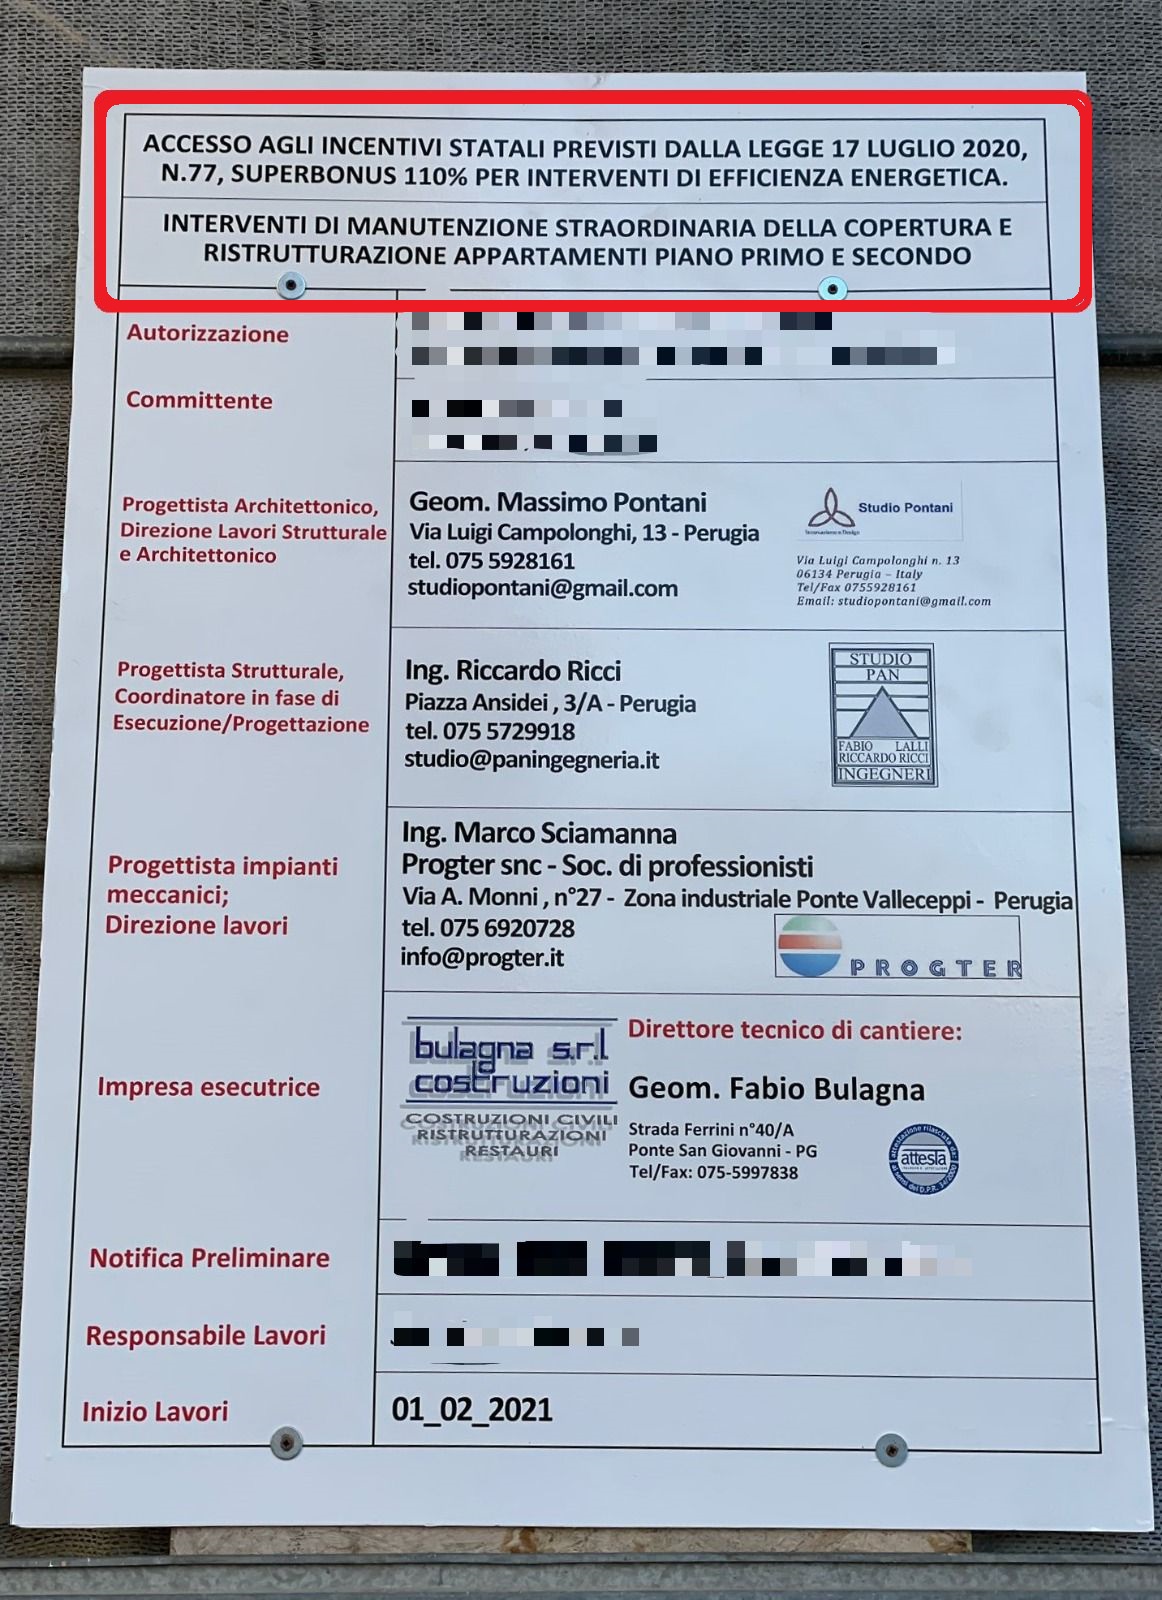 ACCESSO AGLI INCENTIVI STATALI PREVISTI DALLA LEGGE 17 LUGLIO 2020,
N.77, SUPERBONUS 110% PER INTERVENTI DI EFFICIENZA ENERGETICA.
INTERVENTI DI MANUTENZIONE STRAORDINARIA DELLA COPERTURA E
RISTRUTTURAZIONE APPARTAMENTI PIANO PRIMO E SECONDO
Autorizzazione
Committente
Progettista Architettonico,
Direzione Lavori Strutturale
e Architettonico
Geom. Massimo Pontani
Via Luigi Campolonghi, 13 - Perugia
tel. 075 5928161
studiopontani@gmail.com
Studio Pontani
Via Luigi Campolonghi n. 13
06134 Perugia – Italy
Tel/Fax 0755928161
Email: studiopontani@gmail.com
Progettista Strutturale,
Coordinatore in fase di
Esecuzione/Progettazione
Ing. Riccardo Ricci
Piazza Ansidei , 3/A - Perugia
tel. 075 5729918
studio@paningegneria.it
STUDIO
PAN
FABIO LALLI
RICCARDO RICCI
INGEGNERI
Progettista impianti
meccanici;
Direzione lavori
Ing. Marco Sciamanna
Progter snc - Soc. di professionisti
Via A. Monni , n°27 - Zona industriale Ponte Valleceppi - Perugia
tel. 075 6920728
info@progter.it
PROGTER
Impresa esecutrice
bulagna s.r.l
costruzioni
COSTRUZIONI CIVILI
RISTRUTTURAZIONI
RESTAURI
Direttore tecnico di cantiere:
Geom. Fabio Bulagna
Strada Ferrini n°40/A
Ponte San Giovanni - PG
Tel/Fax: 075-5997838
attesta
Notifica Preliminare
Responsabile Lavori
Inizio Lavori
01_02_2021